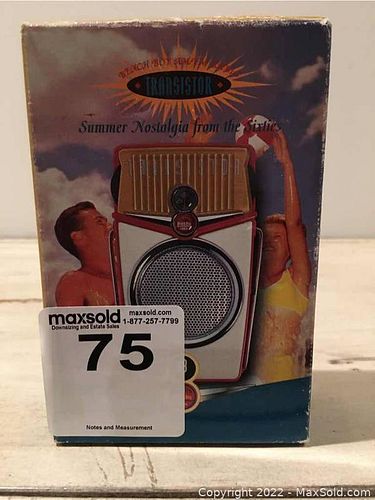 TRANSISTOR
Summer Nostalgia from the Sixties
maxsold
Downsizing and Estate Sales
maxsold.com
1-877-257-7799
75
Notes and Measurement
Copyright 2022 - MaxSold.com